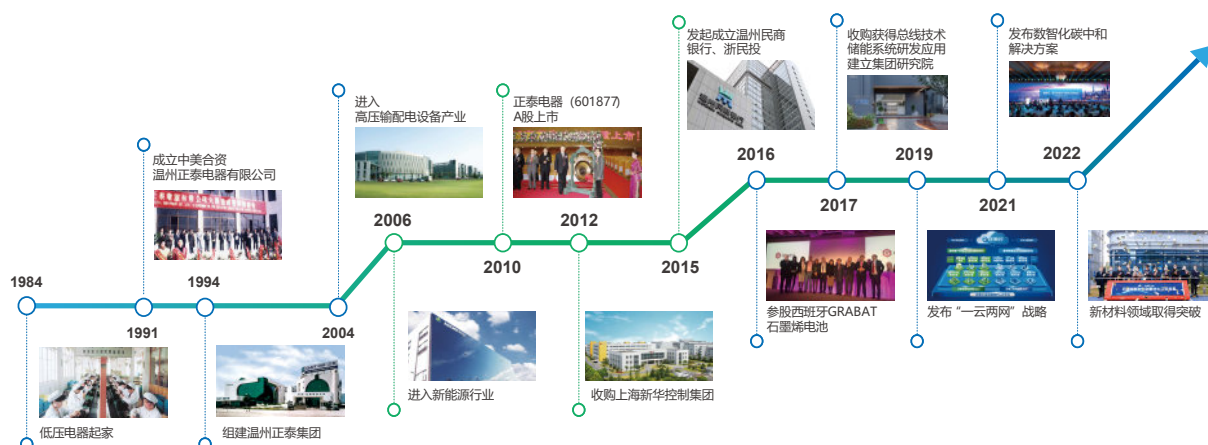 1984
低压电器起家
成立中美合资
温州正泰电器有限公司
1991
1994
组建温州正泰集团
进入
高压输配电设备产业
2004
2006
进入新能源行业
正泰电器（601877）
A股上市
2010
2012
收购上海新华控制集团
发起成立温州民商
银行、浙民投
2015
2016
参股西班牙GRABAT
石墨烯电池
收购获得总线技术
储能系统研发应用
建立集团研究院
2017
2019
发布“一云两网”战略
发布数智化碳中和
解决方案
2021
2022
新材料领域取得突破